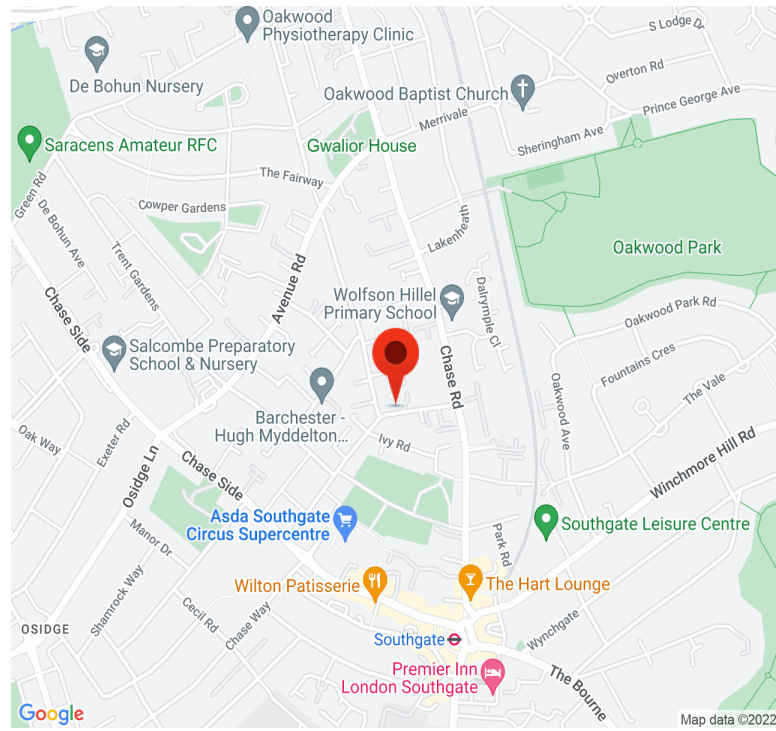 Oakwood
Physiotherapy Clinic
S Lodge Dr
De Bohun Nursery
Overton Rd
Oakwood Baptist Church
Prince George Ave
Merrivale
Sheringham Ave
Saracens Amateur RFC
Gwalior House
The Fairway
Green Rd
Cowper Gardens
De Bohun Ave
Lakenheath
Trent Gardens
Oakwood Park
Avenue Rd
Wolfson Hillel
Primary School
Dalrymple Cl
Chase Side
Oakwood Park Rd
Salcombe Preparatory
School & Nursery
Chase Rd
Fountains Cres
The Vale
Oakwood Ave
Barchester -
Hugh Myddelton...
Exeter Rd
Oak Way
Ivy Rd
Winchmore Hill Rd
Osidge Ln
Chase Side
Asda Southgate
Circus Supercentre
Southgate Leisure Centre
Manor Dr
Park Rd
Wilton Patisserie
The Hart Lounge
Shamrock Way
Cecil Rd
Chase Way
OSIDGE
Southgate
Wynchgate
Premier Inn
London Southgate
The Bourne
Google
Map data ©2022